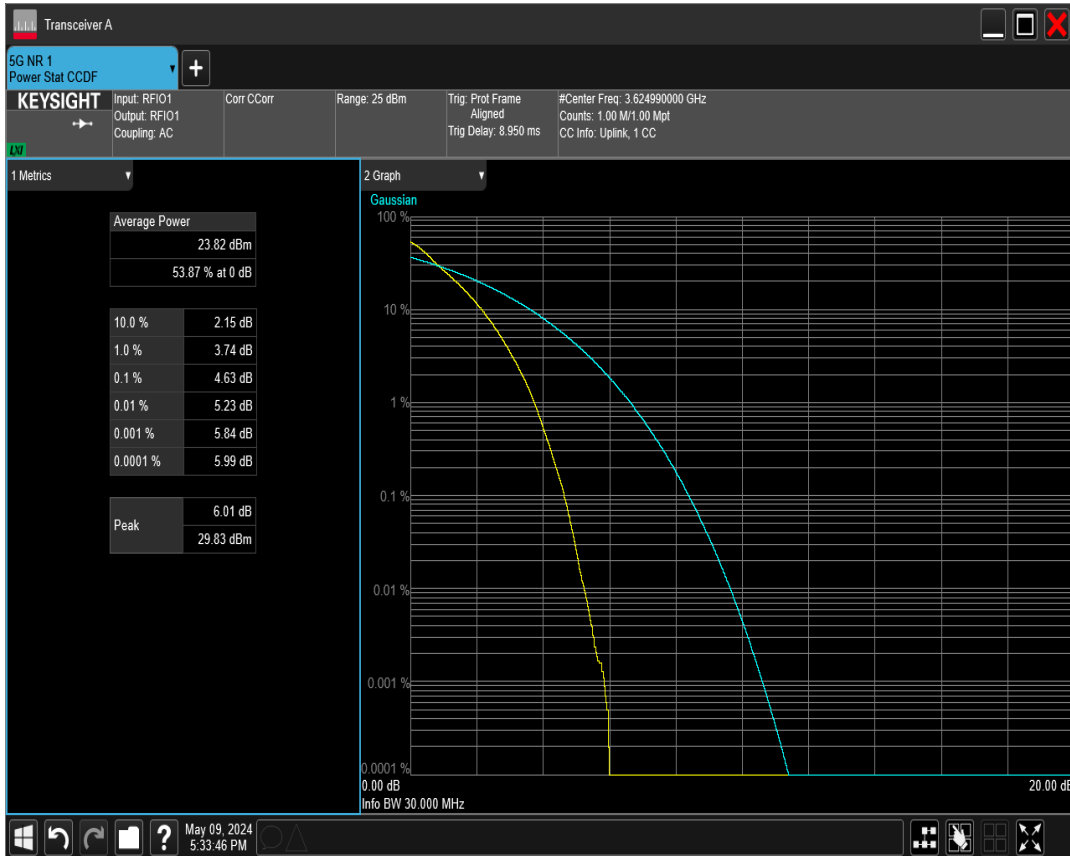 Transceiver A
5G NR 1
Power Stat CCDF
+
KEYSIGHT
LXI
Input: RFIO1
Output: RFIO1
Coupling: AC
Corr CCorr
Range: 25 dBm
Trig: Prot Frame
Aligned
Trig Delay: 8.950 ms
#Center Freq: 3.624990000 GHz
Counts: 1.00 M/1.00 Mpt
CC Info: Uplink, 1 CC
1 Metrics
Average Power
23.82 dBm
53.87 % at 0 dB
10.0 % 2.15 dB
1.0 % 3.74 dB
0.1 % 4.63 dB
0.01 % 5.23 dB
0.001 % 5.84 dB
0.0001 % 5.99 dB
Peak
6.01 dB
29.83 dBm
2 Graph
Gaussian
100 %
10 %
1 %
0.1 %
0.01 %
0.001 %
0.0001 %
0.00 dB 20.00 dB
Info BW 30.000 MHz
?
May 09, 2024
5:33:46 PM